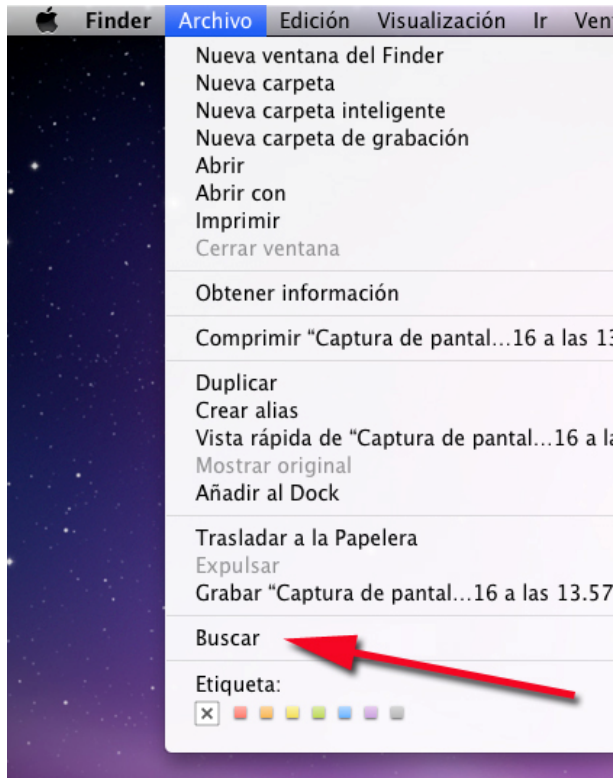 Finder Archivo Edición Visualización Ir
Nueva ventana del Finder
Nueva carpeta
Nueva carpeta inteligente
Nueva carpeta de grabación
Abrir
Abrir con
Imprimir
Cerrar ventana
Obtener información
Comprimir “Captura de pantal...16 a las
Duplicar
Crear alias
Vista rápida de “Captura de pantal...16 a
Mostrar original
Añadir al Dock
Trasladar a la Papelera
Expulsar
Grabar “Captura de pantal...16 a las 13.57
Buscar
Etiqueta: